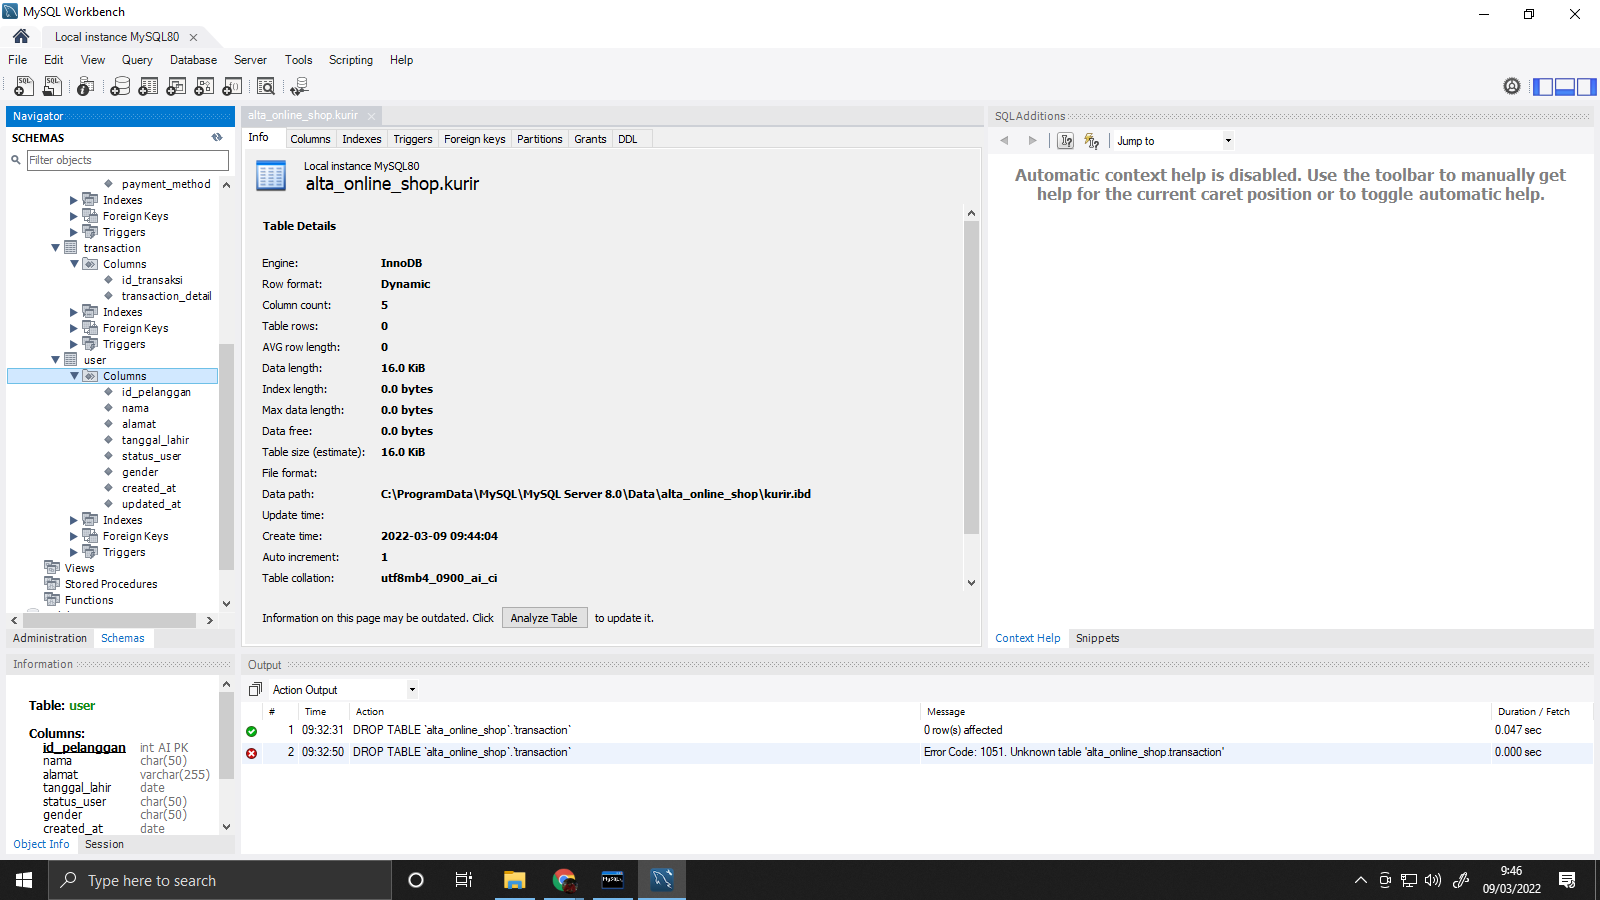 MySQL Workbench
Local instance MySQL80
File Edit View Query Database Server Tools Scripting Help
Navigator
SCHEMAS
Filter objects
payment_method
Indexes
Foreign Keys
Triggers
transaction
Columns
id_transaksi
transaction_detail
Indexes
Foreign Keys
Triggers
user
Columns
id_pelanggan
nama
alamat
tanggal_lahir
status_user
gender
created_at
updated_at
Indexes
Foreign Keys
Triggers
Views
Stored Procedures
Functions
Administration Schemas
Information
Table: user
Columns:
id_pelanggan int AI PK
nama char(50)
alamat varchar(255)
tanggal_lahir date
status_user char(50)
gender char(50)
created_at date
Object Info Session
alta_online_shop.kurir
Info Columns Indexes Triggers Foreign keys Partitions Grants DDL
Local instance MySQL80
alta_online_shop.kurir
Table Details
Engine: InnoDB
Row format: Dynamic
Column count: 5
Table rows: 0
AVG row length: 0
Data length: 16.0 KiB
Index length: 0.0 bytes
Max data length: 0.0 bytes
Data free: 0.0 bytes
Table size (estimate): 16.0 KiB
File format:
Data path: C:\ProgramData\MySQL\MySQL Server 8.0\Data\alta_online_shop\kurir.ibd
Update time:
Create time: 2022-03-09 09:44:04
Auto increment: 1
Table collation: utf8mb4_0900_ai_ci
Information on this page may be outdated. Click Analyze Table to update it.
SQLAdditions
Jump to
Automatic context help is disabled. Use the toolbar to manually get
help for the current caret position or to toggle automatic help.
Context Help Snippets
Output
Action Output
# Time Action Message Duration / Fetch
1 09:32:31 DROP TABLE `alta_online_shop`.`transaction` 0 row(s) affected 0.047 sec
2 09:32:50 DROP TABLE `alta_online_shop`.`transaction` Error Code: 1051. Unknown table 'alta_online_shop.transaction' 0.000 sec
Type here to search
9:46
09/03/2022